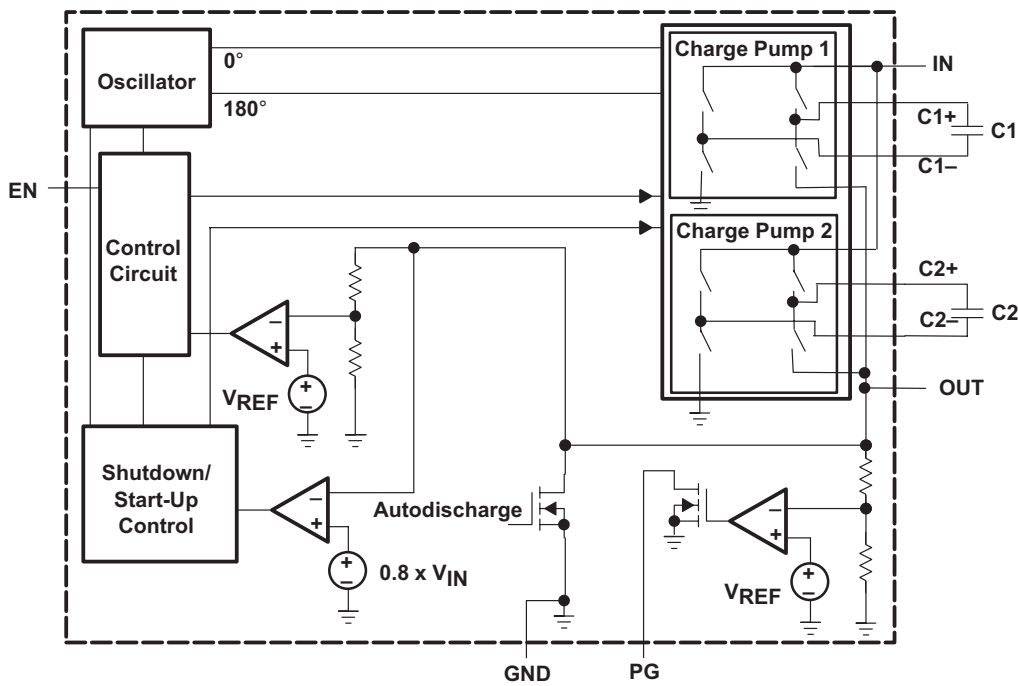 Oscillator
0°
180°
Charge Pump 1
IN
C1+
C1
C1–
EN
Control
Circuit
Charge Pump 2
C2+
C2
C2–
−
+
+
−
VREF
OUT
Shutdown/
Start-Up
Control
−
+
+
−
0.8 x VIN
Autodischarge
−
+
+
−
VREF
GND
PG